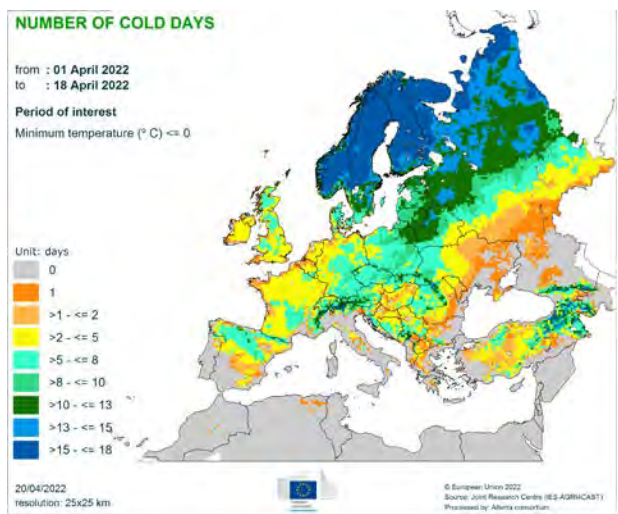 NUMBER OF COLD DAYS
from : 01 April 2022
to : 18 April 2022
Period of interest
Minimum temperature (° C) <= 0
Unit: days
0
1
>1 - <= 2
>2 - <= 5
>5 - <= 8
>8 - <= 10
>10 - <= 13
>13 - <= 15
>15 - <= 18
20/04/2022
resolution: 25x25 km
© European Union 2022
Source: Joint Research Centre (IES-AGRI4CAST)
Processed by: Alterra consortium